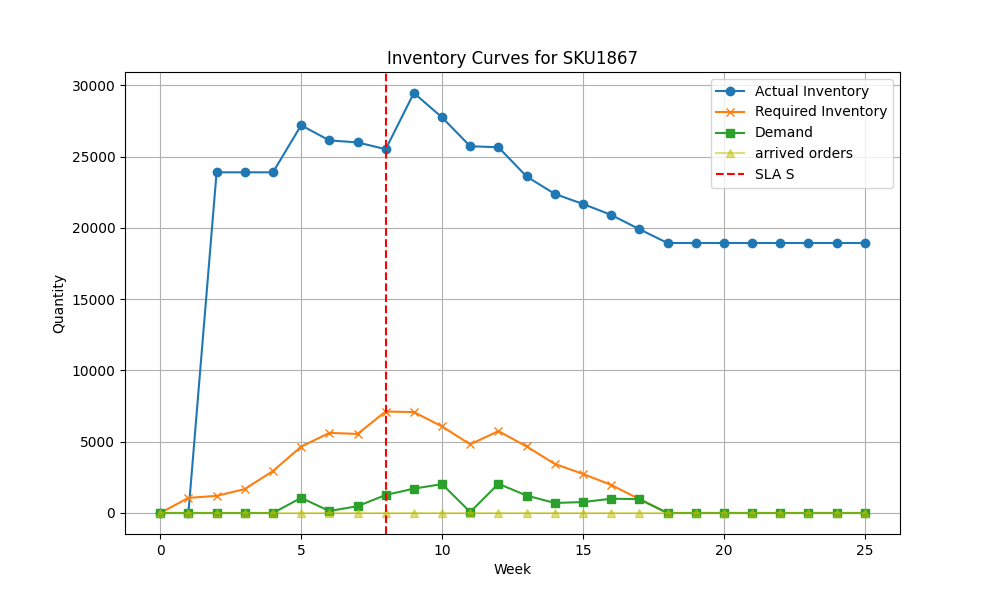 Inventory Curves for SKU1867
30000
25000
20000
15000
10000
5000
0
Quantity
Actual Inventory
Required Inventory
Demand
arrived orders
SLA S
0 5 10 15 20 25
Week